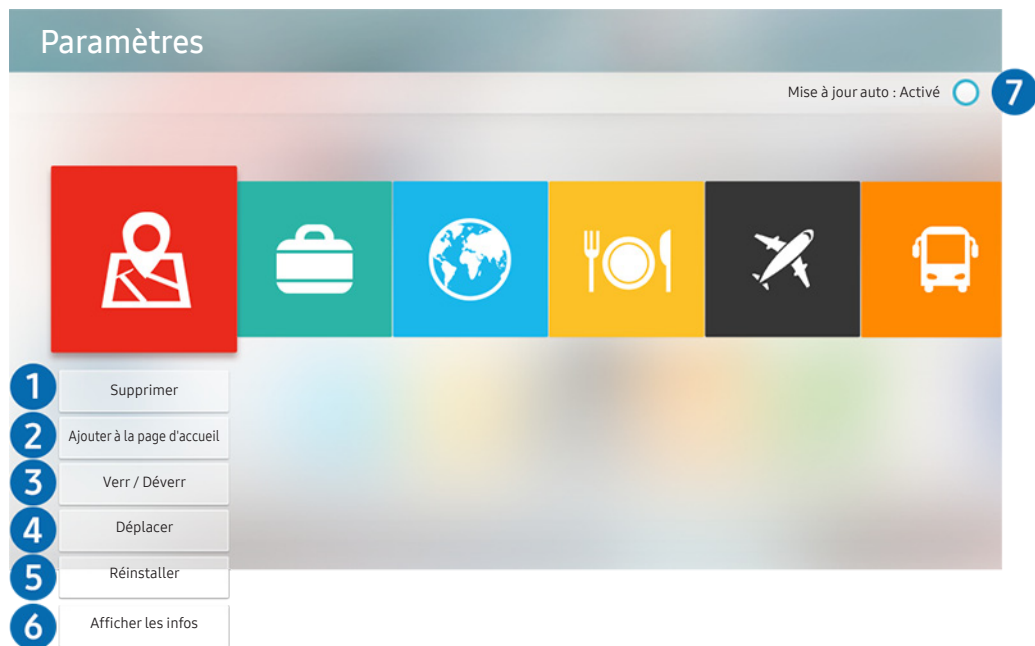 Paramètres
Mise à jour auto : Activé
7
1 Supprimer
2 Ajouter à la page d'accueil
3 Verr / Déverr
4 Déplacer
5 Réinstaller
6 Afficher les infos